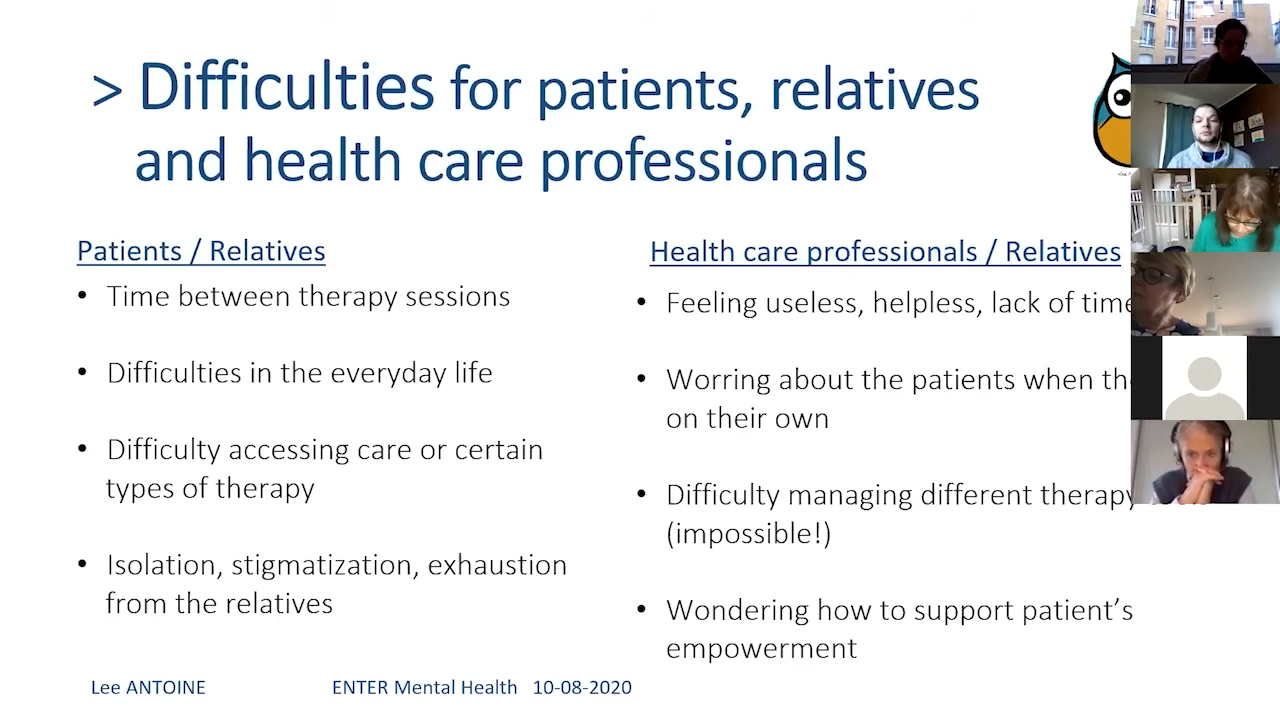 > Difficulties for patients, relatives
and health care professionals
Patients / Relatives
• Time between therapy sessions
• Difficulties in the everyday life
• Difficulty accessing care or certain
types of therapy
• Isolation, stigmatization, exhaustion
from the relatives
Health care professionals / Relatives
• Feeling useless, helpless, lack of time
• Worring about the patients when
on their own
• Difficulty managing different therapy
(impossible!)
• Wondering how to support patient’s
empowerment
Lee ANTOINE
ENTER Mental Health 10-08-2020